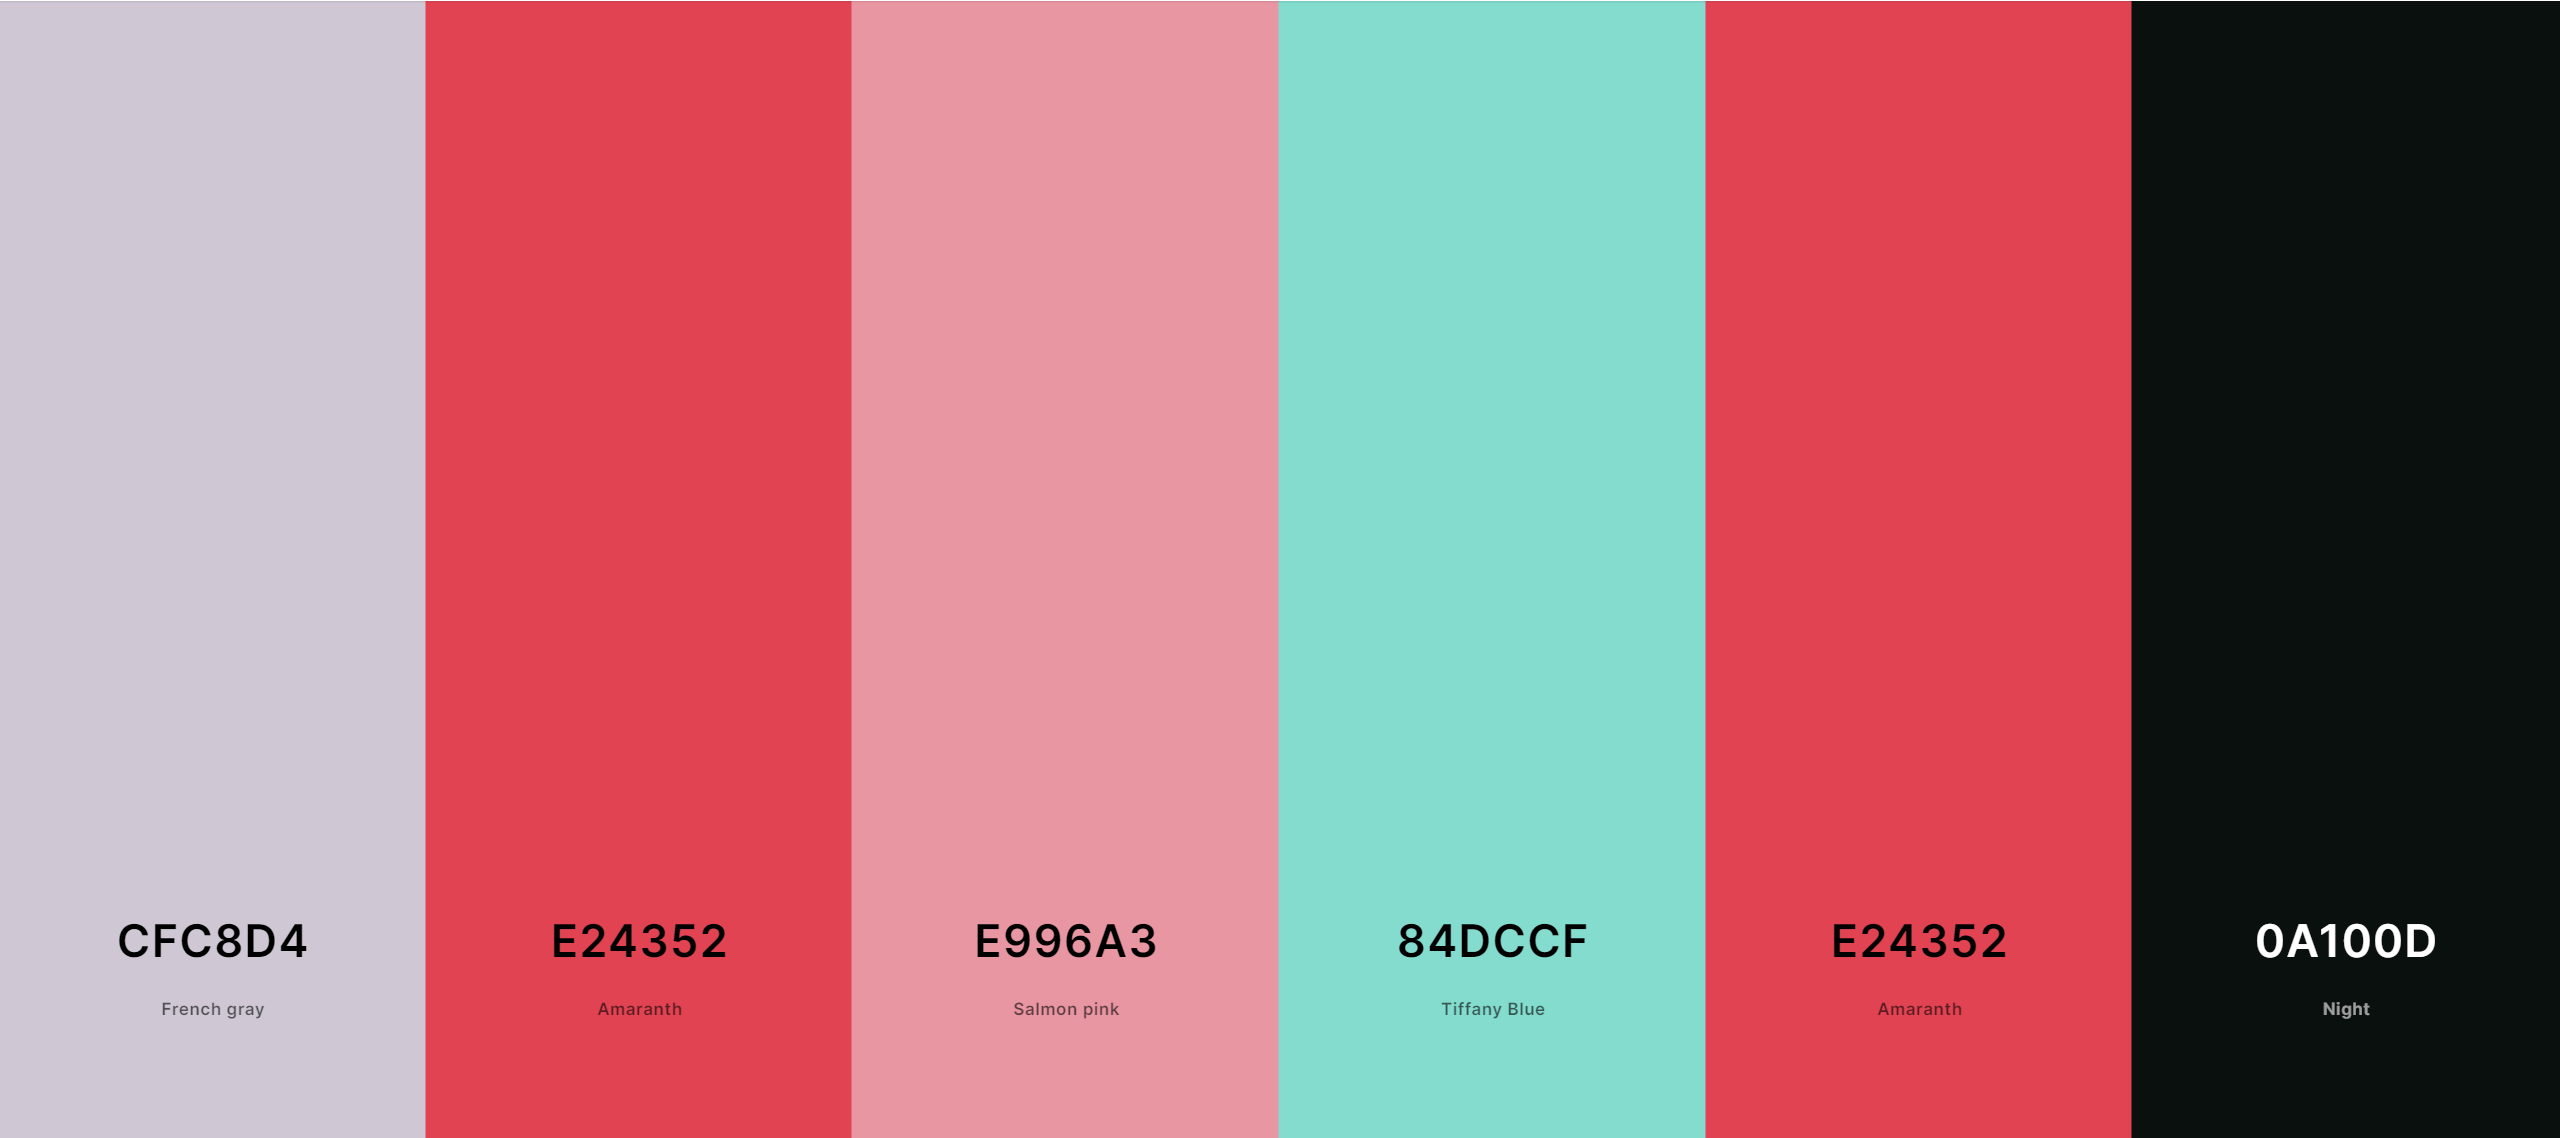 CFC8D4
French gray
E24352
Amaranth
E996A3
Salmon pink
84DCCF
Tiffany Blue
E24352
Amaranth
0A100D
Night